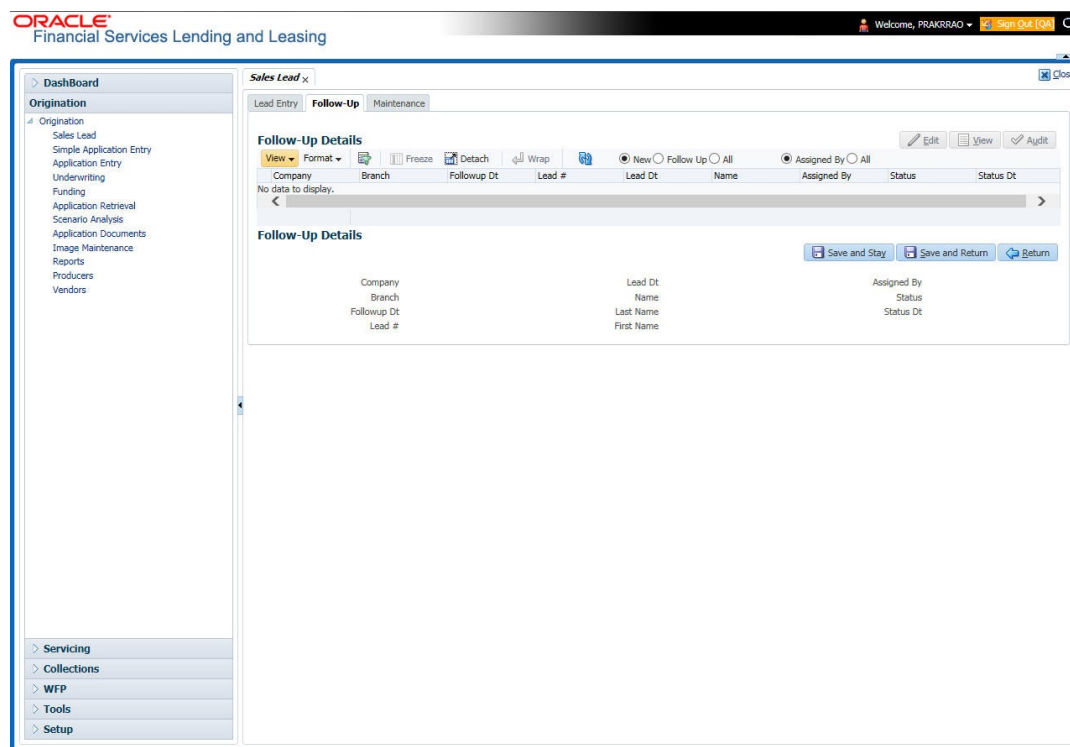 ORACLE
Financial Services Lending and Leasing
Welcome, PRAKRRAO
Sign Out [QA]
DashBoard
Origination
Origination
Sales Lead
Simple Application Entry
Application Entry
Underwriting
Funding
Application Retrieval
Scenario Analysis
Application Documents
Image Maintenance
Reports
Producers
Vendors
Servicing
Collections
WFP
Tools
Setup
Sales Lead x
Clos
Lead Entry Follow-Up Maintenance
Follow-Up Details
Edit View Audit
View Format Freeze Detach Wrap New Follow Up All Assigned By All
Company Branch Followup Dt Lead # Lead Dt Name Assigned By Status Status Dt
No data to display.
Follow-Up Details
Save and Stay Save and Return Return
Company Lead Dt Assigned By
Branch Name Status
Followup Dt Last Name Status Dt
Lead # First Name